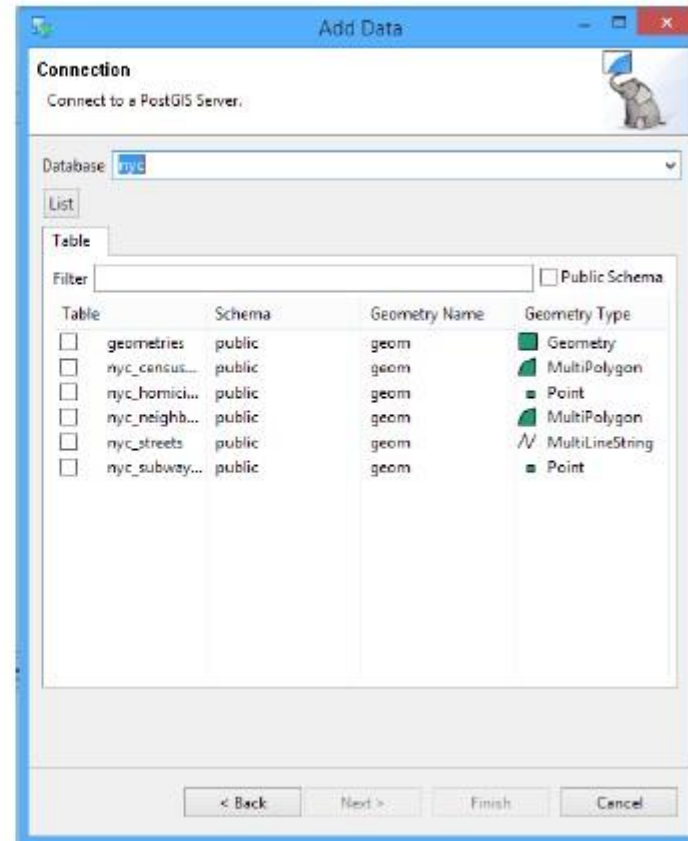 Add Data
Connection
Connect to a PostGIS Server.
Database nyc
List
Table
Filter Public Schema
Table Schema Geometry Name Geometry Type
geometries public geom Geometry
nyc_census... public geom MultiPolygon
nyc_homici... public geom Point
nyc_neighb... public geom MultiPolygon
nyc_streets public geom MultiLineString
nyc_subway... public geom Point
< Back Next > Finish Cancel